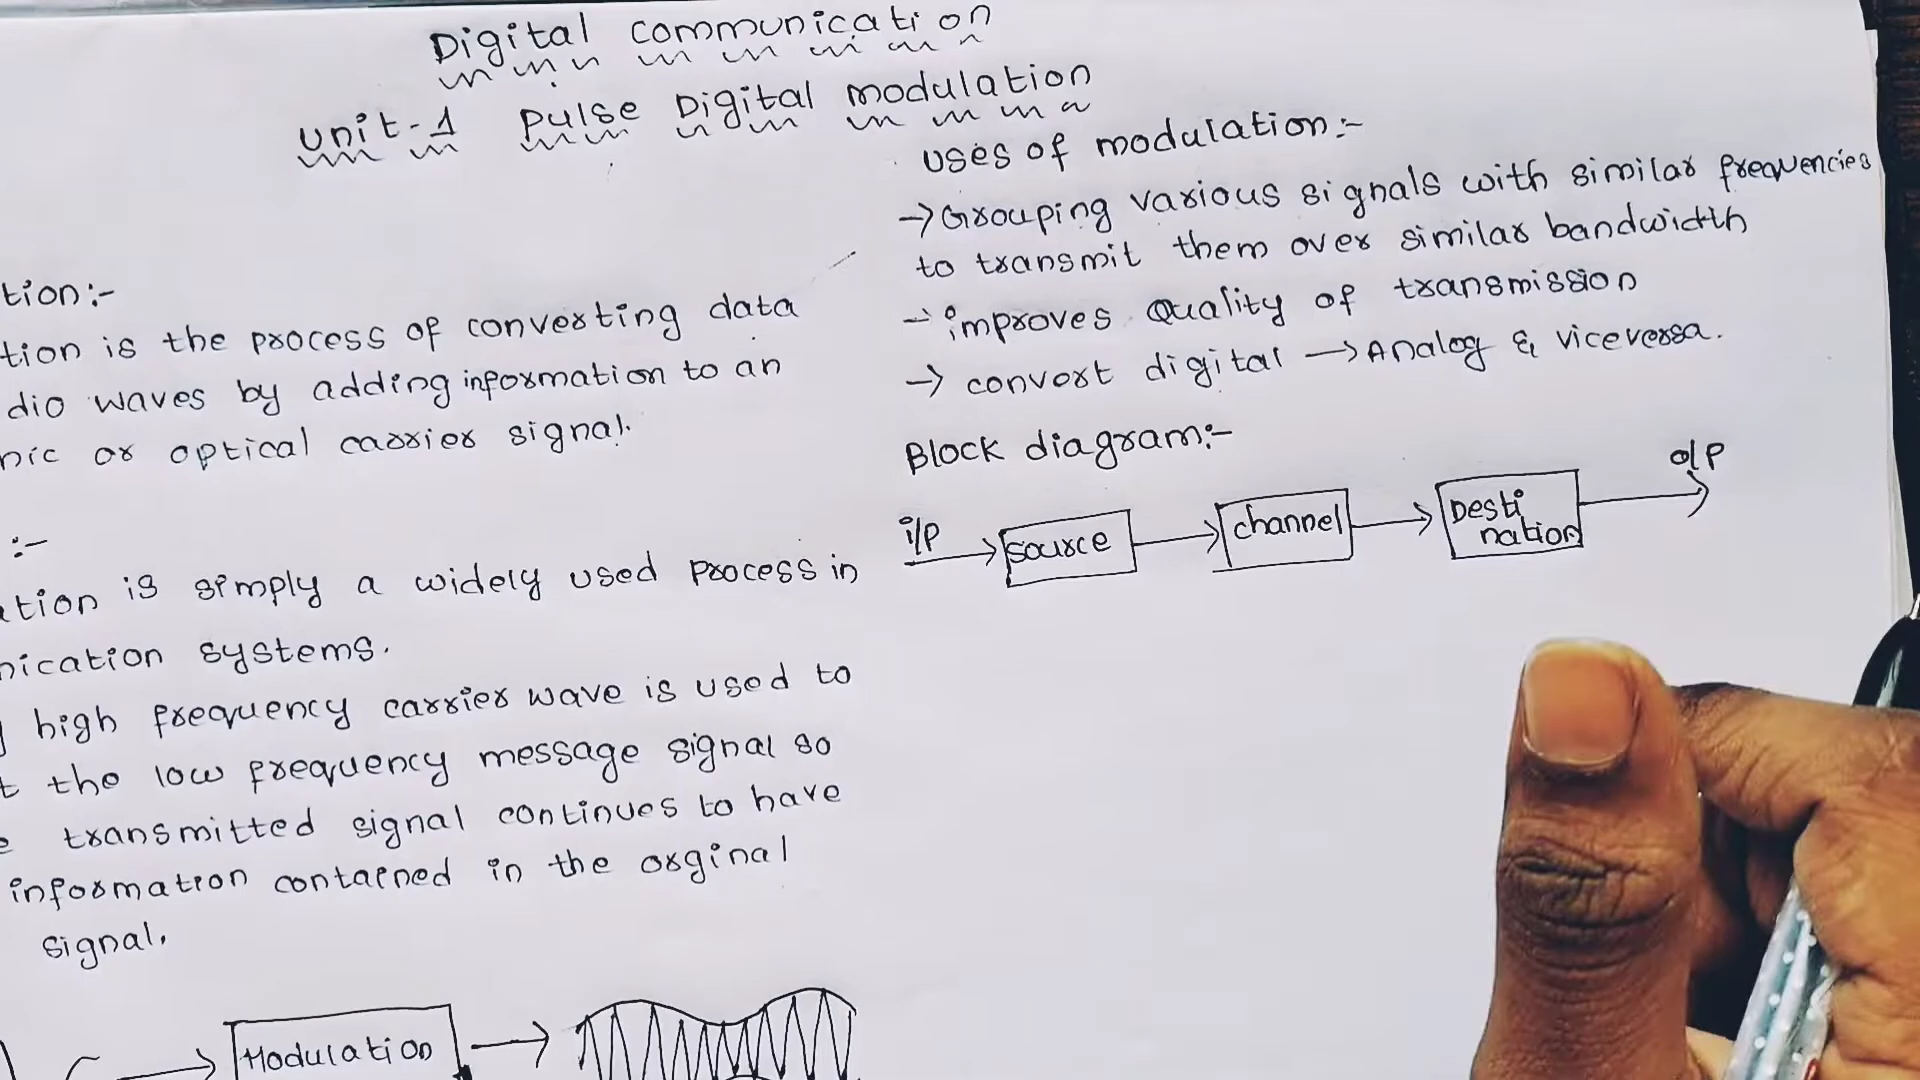 Digital communication
unit-1 pulse Digital modulation
tion:-
tion is the process of converting data
dio waves by adding information to an
nic or optical carrier signal.
:-
ation is simply a widely used process in
nication systems.
high frequency carrier wave is used to
t the low frequency message signal so
e transmitted signal continues to have
information contained in the orginal
signal.
Modulation
uses of modulation:-
→ Grouping various signals with similar frequencies
to transmit them over similar bandwidth
- improves Quality of transmission
→ convert digital → Analog & viceversa.
Block diagram:-
i/p
source
channel
Desti
nation
o/p